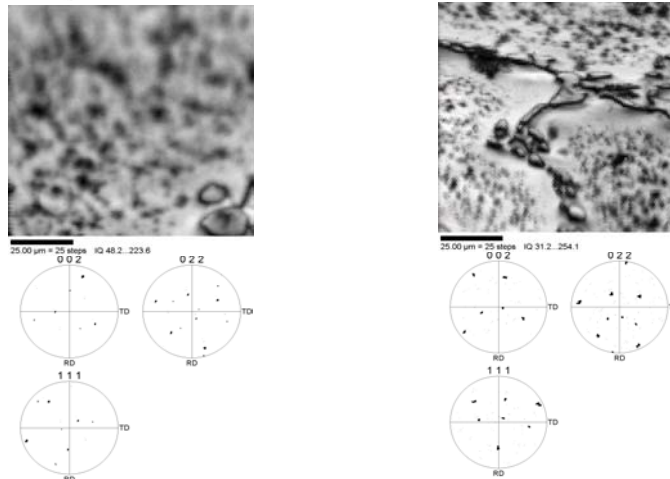 25.00 µm = 25 steps IQ 48.2...223.6
0 0 2
0 2 2
TD
TD
RD
RD
1 1 1
TD
RD
25.00 µm = 25 steps IQ 31.2...254.1
0 0 2
0 2 2
TD
RD
RD
1 1 1
TD
RD